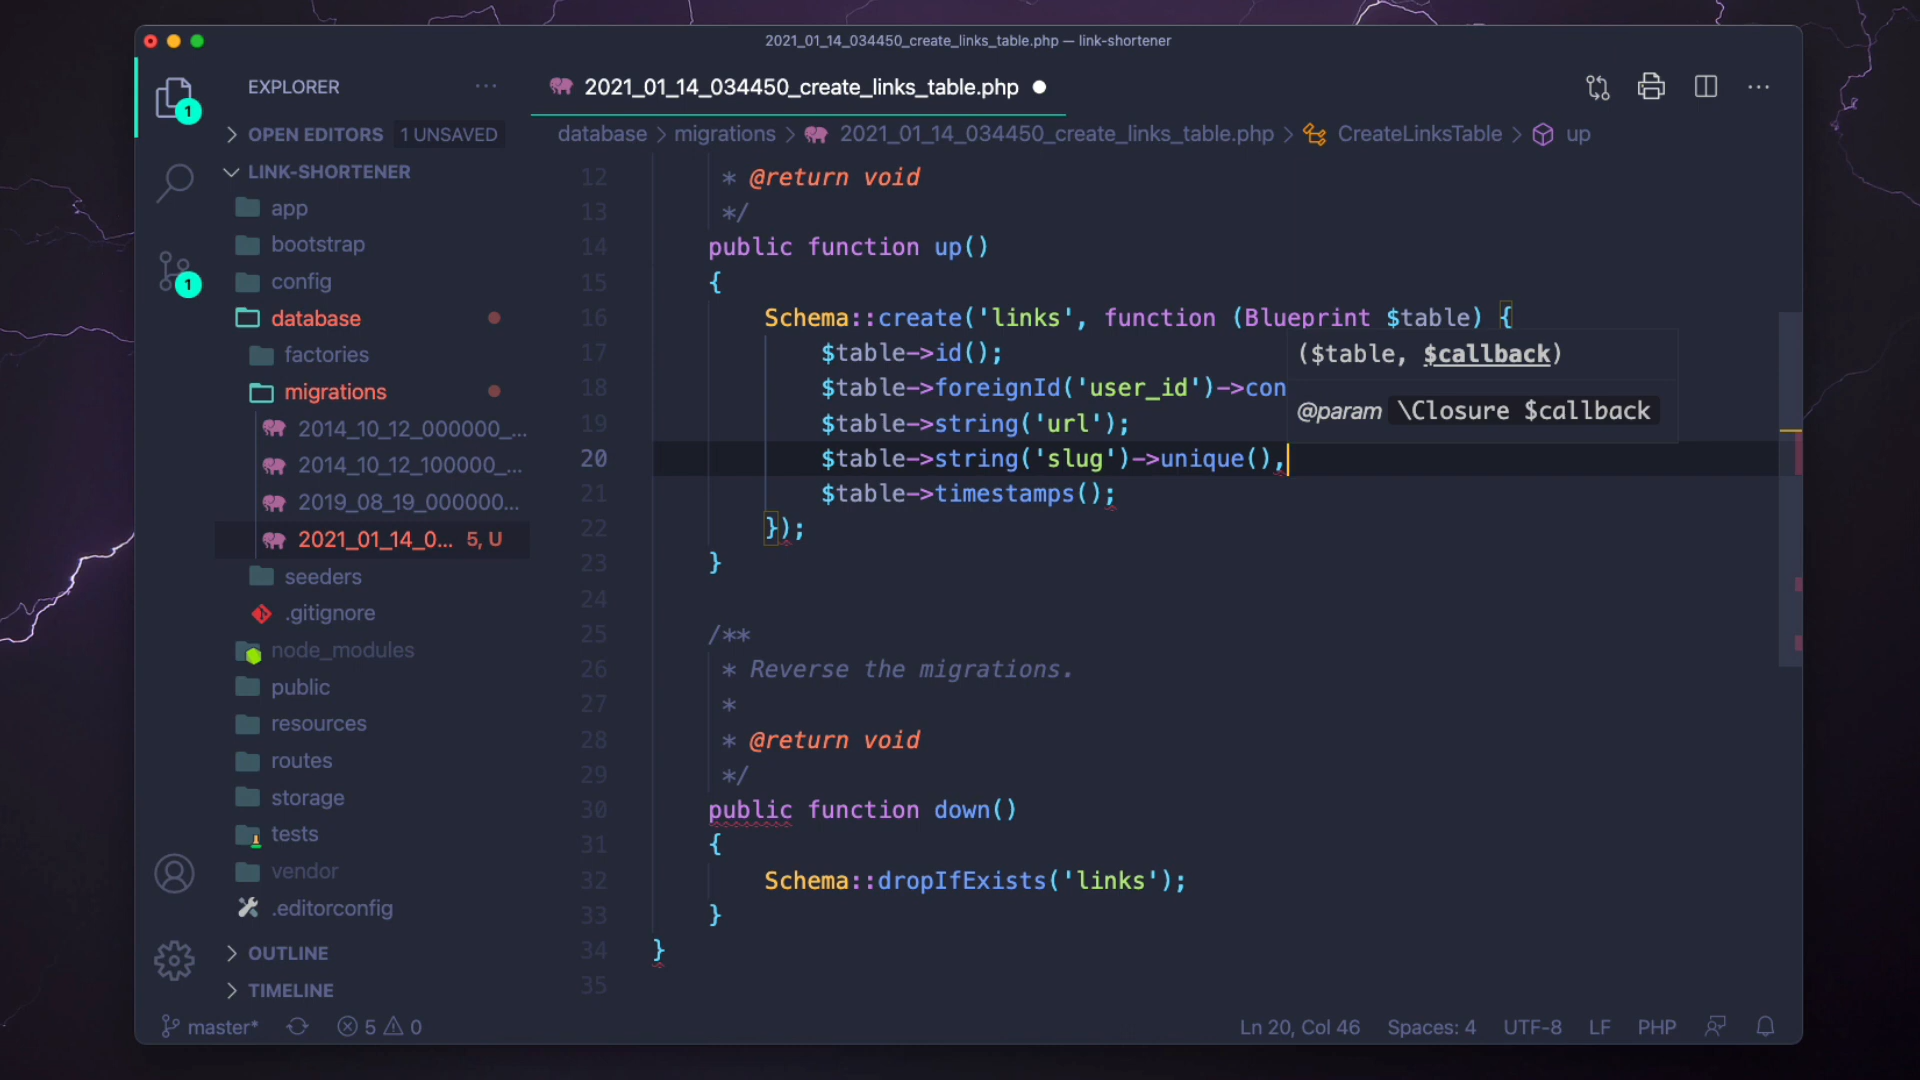 2021_01_14_034450_create_links_table.php — link-shortener
EXPLORER
2021_01_14_034450_create_links_table.php
OPEN EDITORS 1 UNSAVED
database > migrations > 2021_01_14_034450_create_links_table.php > CreateLinksTable > up
1
LINK-SHORTENER
app
bootstrap
config
1
database
factories
migrations
2014_10_12_000000_...
2014_10_12_100000_...
2019_08_19_000000...
2021_01_14_0... 5, U
seeders
.gitignore
node_modules
public
resources
routes
storage
tests
vendor
.editorconfig
OUTLINE
TIMELINE
12 * @return void
13 */
14 public function up()
15 {
16 Schema::create('links', function (Blueprint $table) {
17 $table->id();
18 $table->foreignId('user_id')->con
19 $table->string('url');
20 $table->string('slug')->unique(),
21 $table->timestamps();
22 });
23 }
24
25 /**
26 * Reverse the migrations.
27 *
28 * @return void
29 */
30 public function down()
31 {
32 Schema::dropIfExists('links');
33 }
34 }
35
($table, $callback)
@param \Closure $callback
master* 5 0
Ln 20, Col 46 Spaces: 4 UTF-8 LF PHP